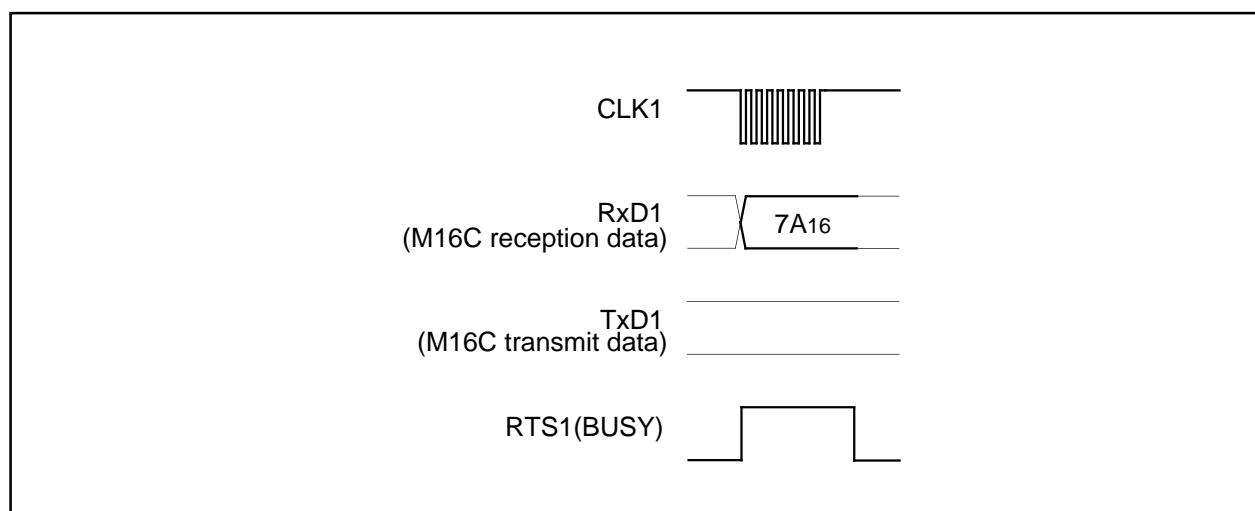 CLK1
RxD1
(M16C reception data)
7A16
TxD1
(M16C transmit data)
RTS1(BUSY)